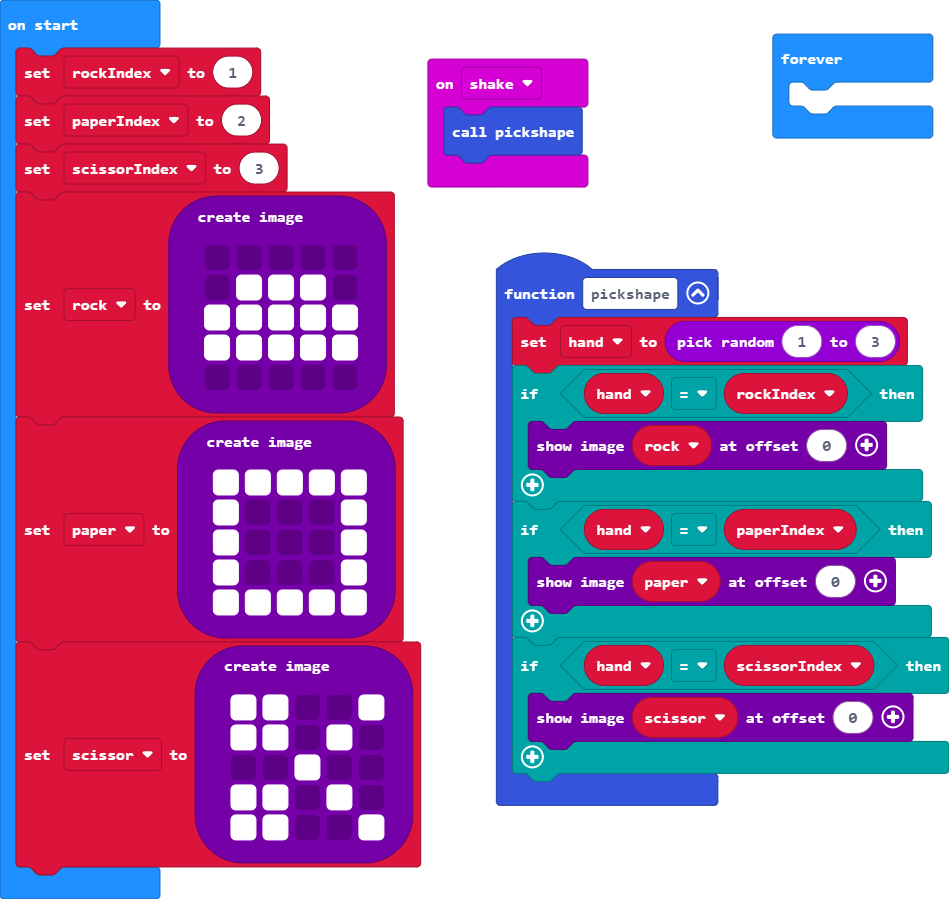 on start
set rockIndex to 1
set paperIndex to 2
set scissorIndex to 3
create image
set rock to
create image
set paper to
create image
set scissor to
on shake
call pickshape
forever
function pickshape
set hand to pick random 1 to 3
if hand = rockIndex then
show image rock at offset 0
if hand = paperIndex then
show image paper at offset 0
if hand = scissorIndex then
show image scissor at offset 0